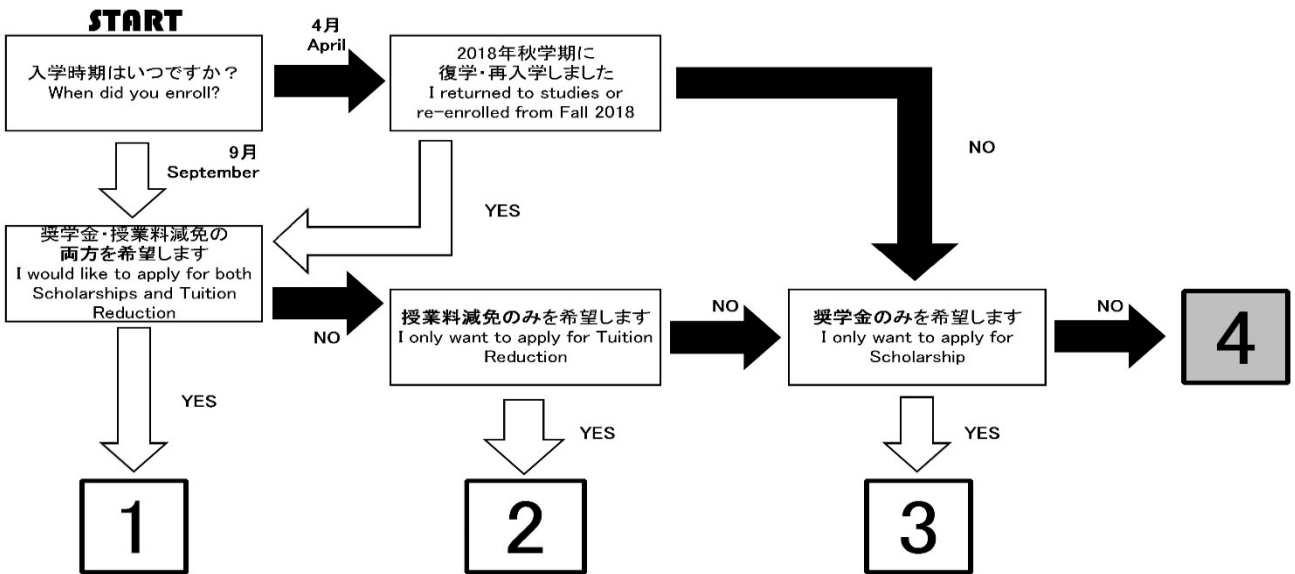 START
入学時期はいつですか?
When did you enroll?
4月
April
2018年秋学期に
復学・再入学しました
I returned to studies or
re-enrolled from Fall 2018
NO
9月
September
YES
奨学金・授業料減免の
両方を希望します
I would like to apply for both
Scholarships and Tuition
Reduction
NO
授業料減免のみを希望します
I only want to apply for Tuition
Reduction
NO
奨学金のみを希望します
I only want to apply for
Scholarship
NO
4
YES
YES
YES
1
2
3